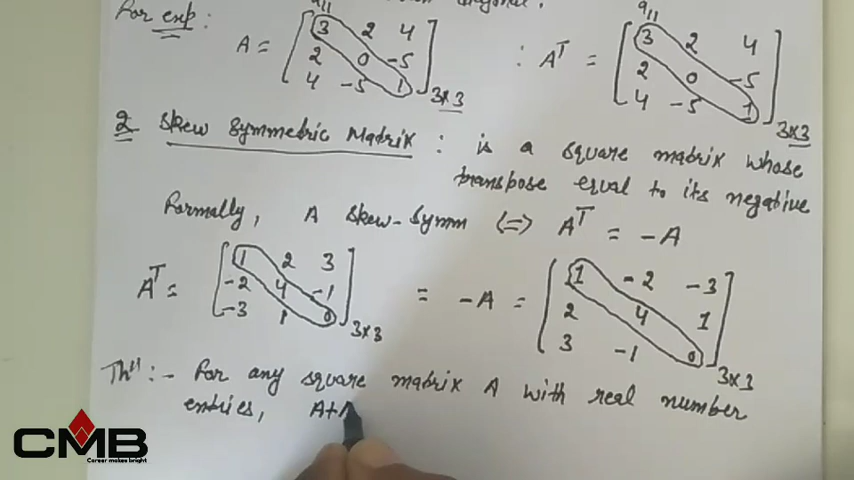 diagonal.
For exp:
a11
A = [3 2 4
2 0 -5
4 -5 1] 3×3
: A^T =
a11
[3 2 4
2 0 -5
4 -5 1] 3×3
2 Skew Symmetric Matrix : is a square matrix whose
transpose equal to its negative
Formally, A skew-symm <=> A^T = -A
A^T = [1 2 3
-2 4 -1
-3 1 0] 3×3
= -A = [1 -2 -3
2 4 1
3 -1 0] 3×3
Thm :- For any square matrix A with real number
entries, A+A
CMB
Career makes bright